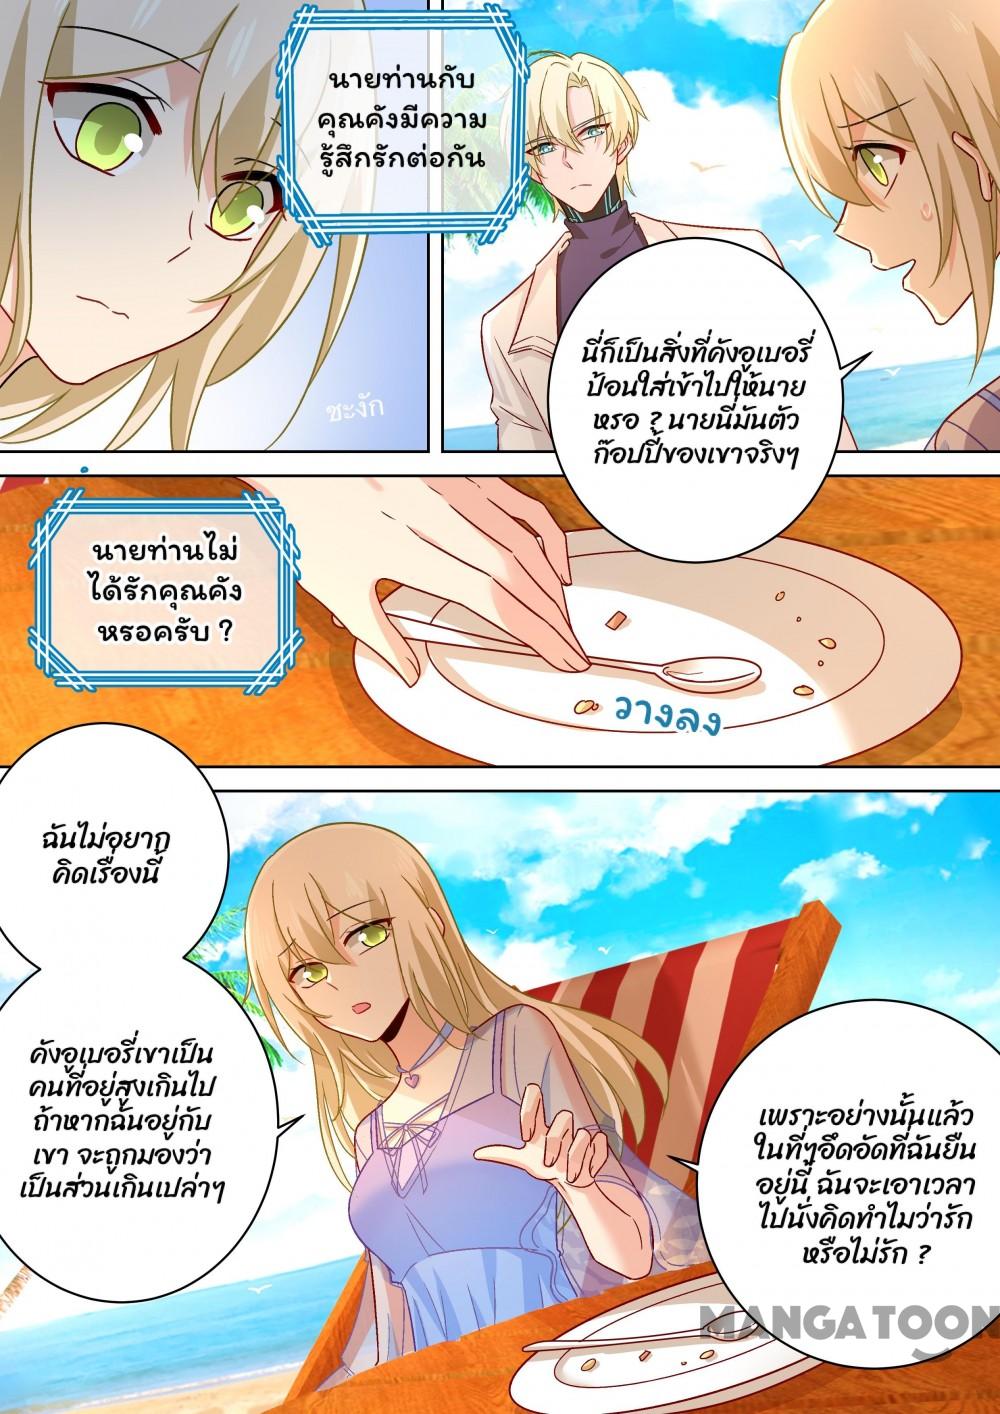 นายท่านกับ
คุณคังมีความ
รู้สึกรักต่อกัน
ชะงัก
นี่ก็เป็นสิ่งที่คังอูเบอรี่
ป้อนใส่เข้าไปให้นาย
หรอ ? นายนี่มันตัว
ก๊อปปี้ของเขาจริงๆ
นายท่านไม่
ได้รักคุณคัง
หรอครับ ?
วางลง
ฉันไม่อยาก
คิดเรื่องนี้
คังอูเบอรี่เขาเป็น
คนที่อยู่สูงเกินไป
ถ้าหากฉันอยู่กับ
เขา จะถูกมองว่า
เป็นส่วนเกินเปล่าๆ
เพราะอย่างนั้นแล้ว
ในที่ๆอึดอัดที่ฉันยืน
อยู่นี้ ฉันจะเอาเวลา
ไปนั่งคิดทำไมว่ารัก
หรือไม่รัก ?
MANGATOON